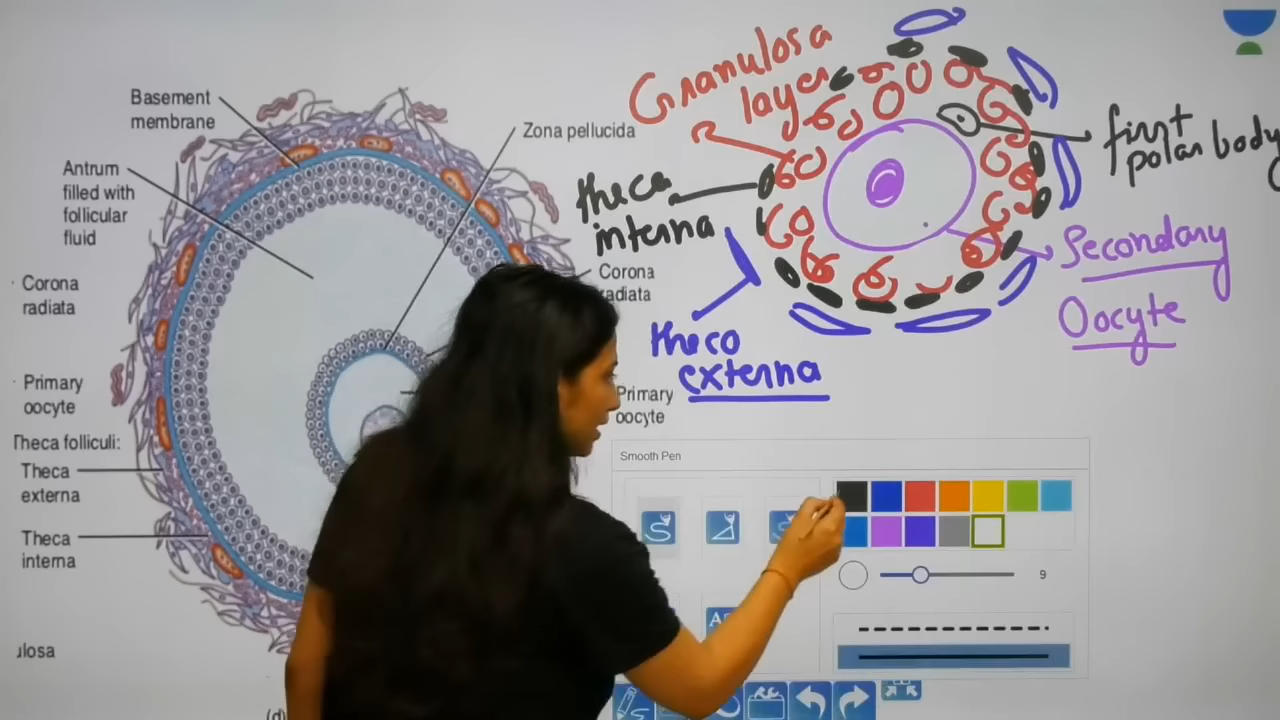 Basement
membrane
Antrum
filled with
follicular
fluid
Corona
radiata
Primary
oocyte
Theca folliculi:
Theca
externa
Theca
interna
ulosa
(d)
Zona pellucida
Corona
radiata
Primary
oocyte
Granulosa
layer
theca
interna
theca
externa
first
polar body
Secondary
Oocyte
Smooth Pen
9